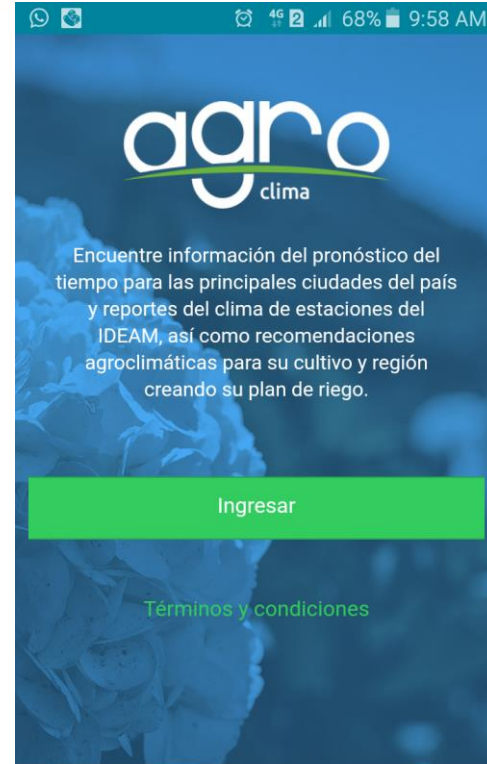 4G 2 68% 9:58 AM
agro
clima
Encuentre información del pronóstico del
tiempo para las principales ciudades del país
y reportes del clima de estaciones del
IDEAM, así como recomendaciones
agroclimáticas para su cultivo y región
creando su plan de riego.
Ingresar
Términos y condiciones